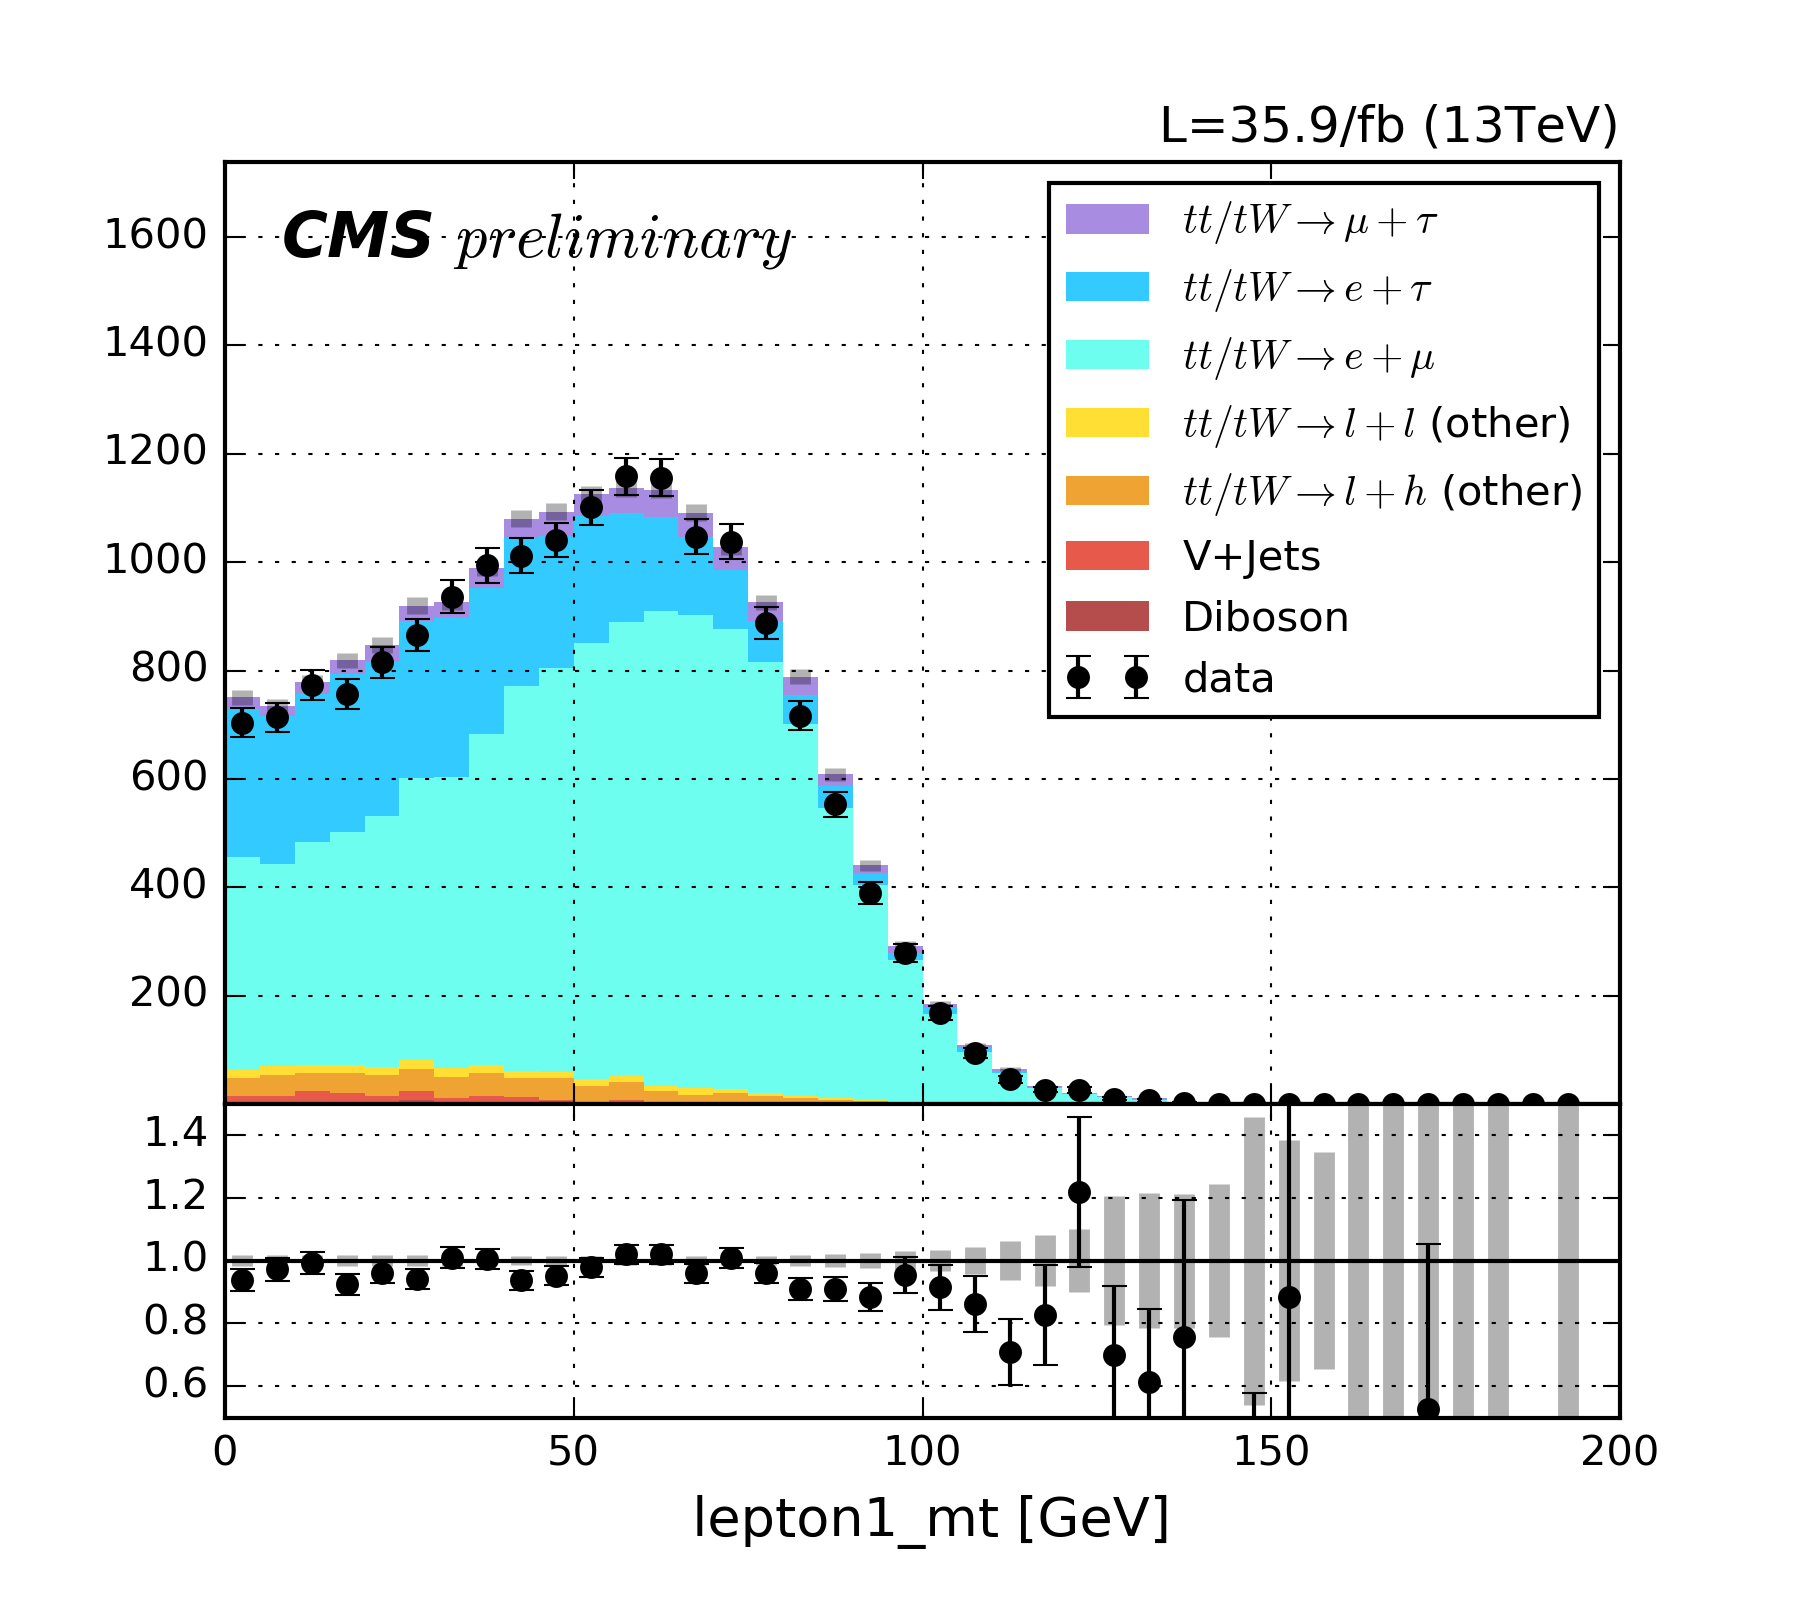 L=35.9/fb (13TeV)
CMS preliminary
1600
1400
1200
1000
800
600
400
200
tt/tW → μ + τ
tt/tW → e + τ
tt/tW → e + μ
tt/tW → l + l (other)
tt/tW → l + h (other)
V+Jets
Diboson
data
1.4
1.2
1.0
0.8
0.6
0 50 100 150 200
lepton1_mt [GeV]